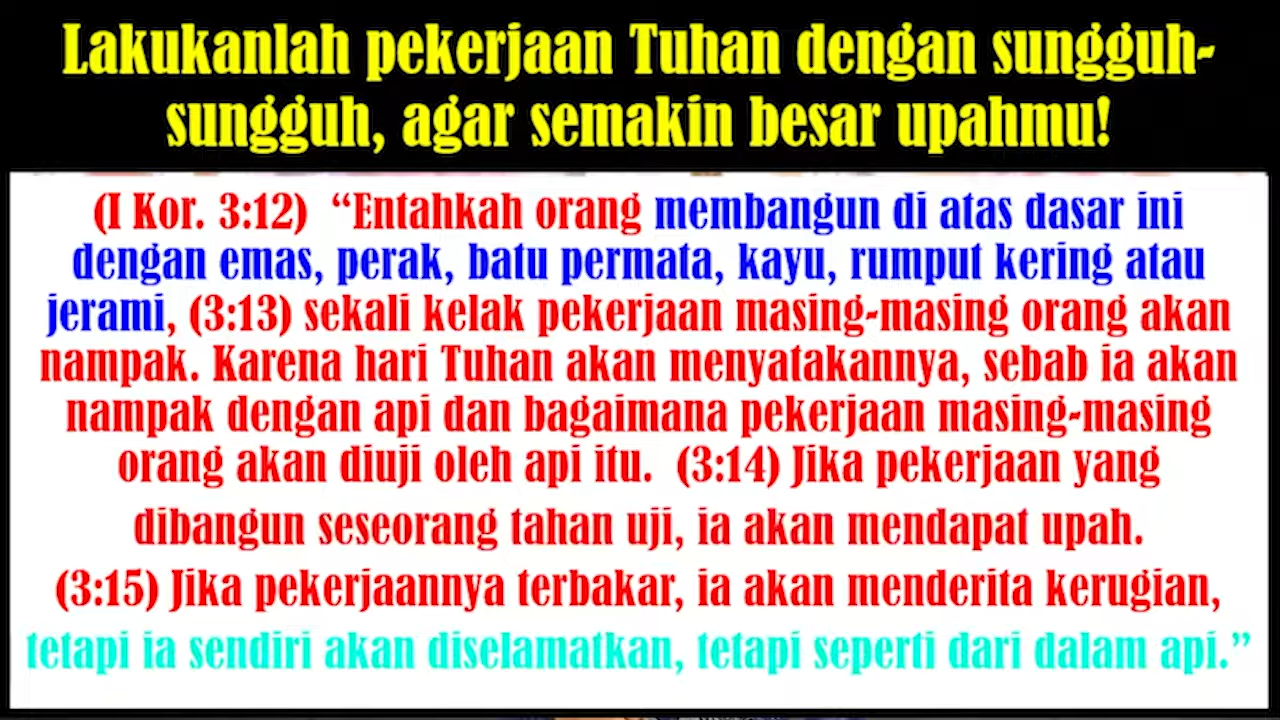 Lakukanlah pekerjaan Tuhan dengan sungguh-
sungguh, agar semakin besar upahmu!
(I Kor. 3:12) “Entahkah orang membangun di atas dasar ini
dengan emas, perak, batu permata, kayu, rumput kering atau
jerami, (3:13) sekali kelak pekerjaan masing-masing orang akan
nampak. Karena hari Tuhan akan menyatakannya, sebab ia akan
nampak dengan api dan bagaimana pekerjaan masing-masing
orang akan diuji oleh api itu. (3:14) Jika pekerjaan yang
dibangun seseorang tahan uji, ia akan mendapat upah.
(3:15) Jika pekerjaannya terbakar, ia akan menderita kerugian,
tetapi ia sendiri akan diselamatkan, tetapi seperti dari dalam api.”